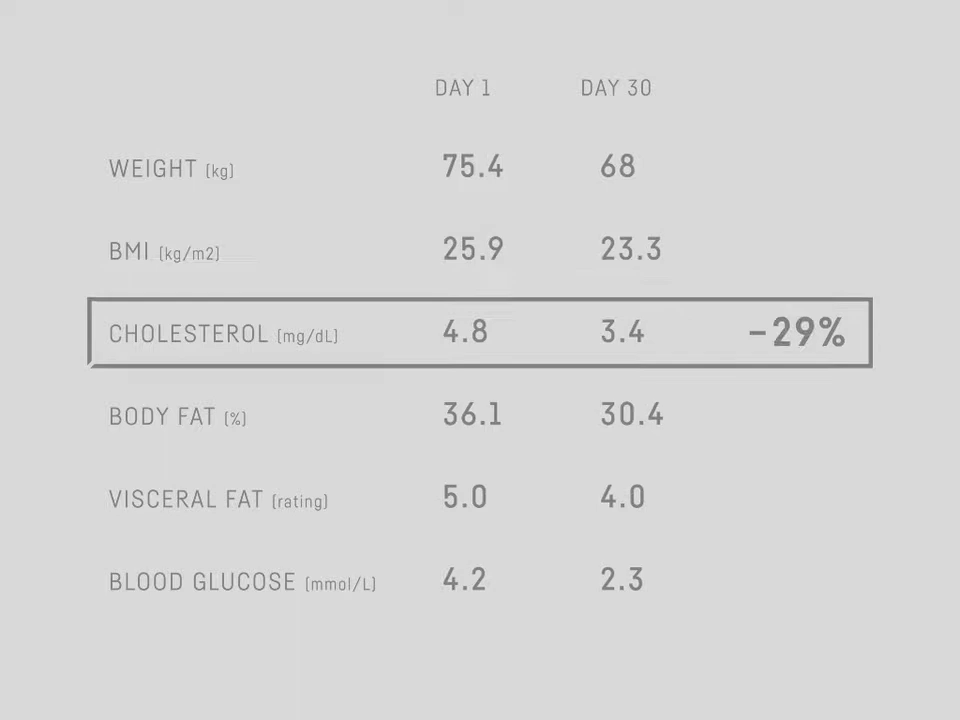 DAY 1 DAY 30
WEIGHT (kg) 75.4 68
BMI (kg/m2) 25.9 23.3
CHOLESTEROL (mg/dL) 4.8 3.4 -29%
BODY FAT (%) 36.1 30.4
VISCERAL FAT (rating) 5.0 4.0
BLOOD GLUCOSE (mmol/L) 4.2 2.3